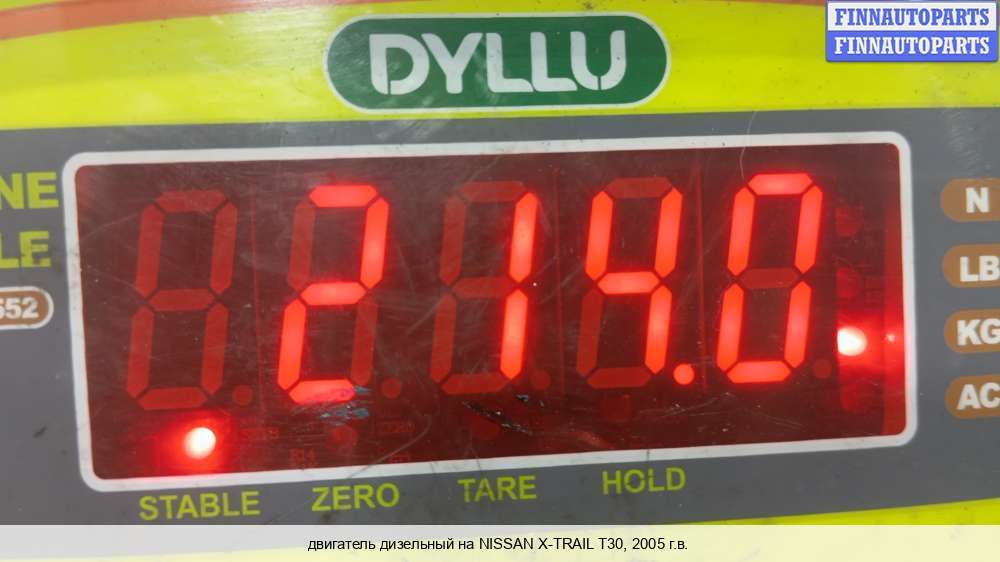 FINNAUTOPARTS
FINNAUTOPARTS
DYLLU
NE
LE
552
214.0
N
LB
KG
AC
STABLE ZERO TARE HOLD
двигатель дизельный на NISSAN X-TRAIL T30, 2005 г.в.